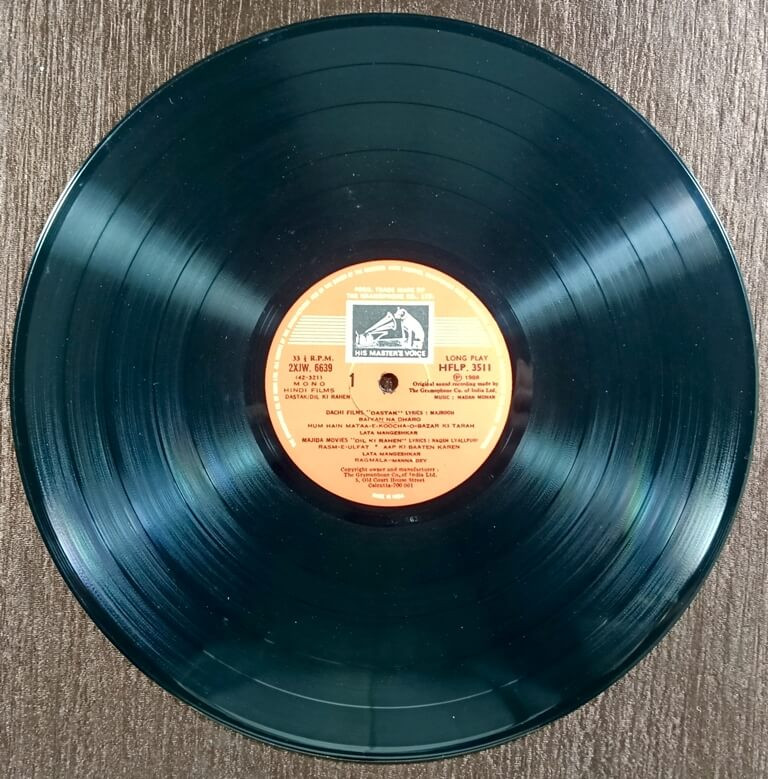 REGD. TRADE MARK OF
THE GRAMOPHONE CO. LTD.
HIS MASTER'S VOICE
33 ⅓ R.P.M.
2XJW. 6639
(42-3211
MONO
HINDI FILMS
DASTAK/DIL KI RAHEN
1
LONG PLAY
HFLP. 3511
Ⓟ 1988
Original sound recording made by
The Gramophone Co. of India Ltd.
MUSIC : MADAN MOHAN
DACHI FILMS "DASTAK" LYRICS : MAJROOH
BAIYAN NA DHARO
HUM HAIN MATAA-E-KOOCHA-O-BAZAR KI TARAH
LATA MANGESHKAR
MAJIDA MOVIES "DIL KI RAHEN" LYRICS : NAQSH LYALLPURI
RASM-E-ULFAT * AAP KI BAATEN KAREN
LATA MANGESHKAR
RAGMALA—MANNA DEY
Copyright owner and manufacturer :
The Gramophone Co. of India Ltd.
5, Old Court House Street
Calcutta-700 001
MADE IN INDIA